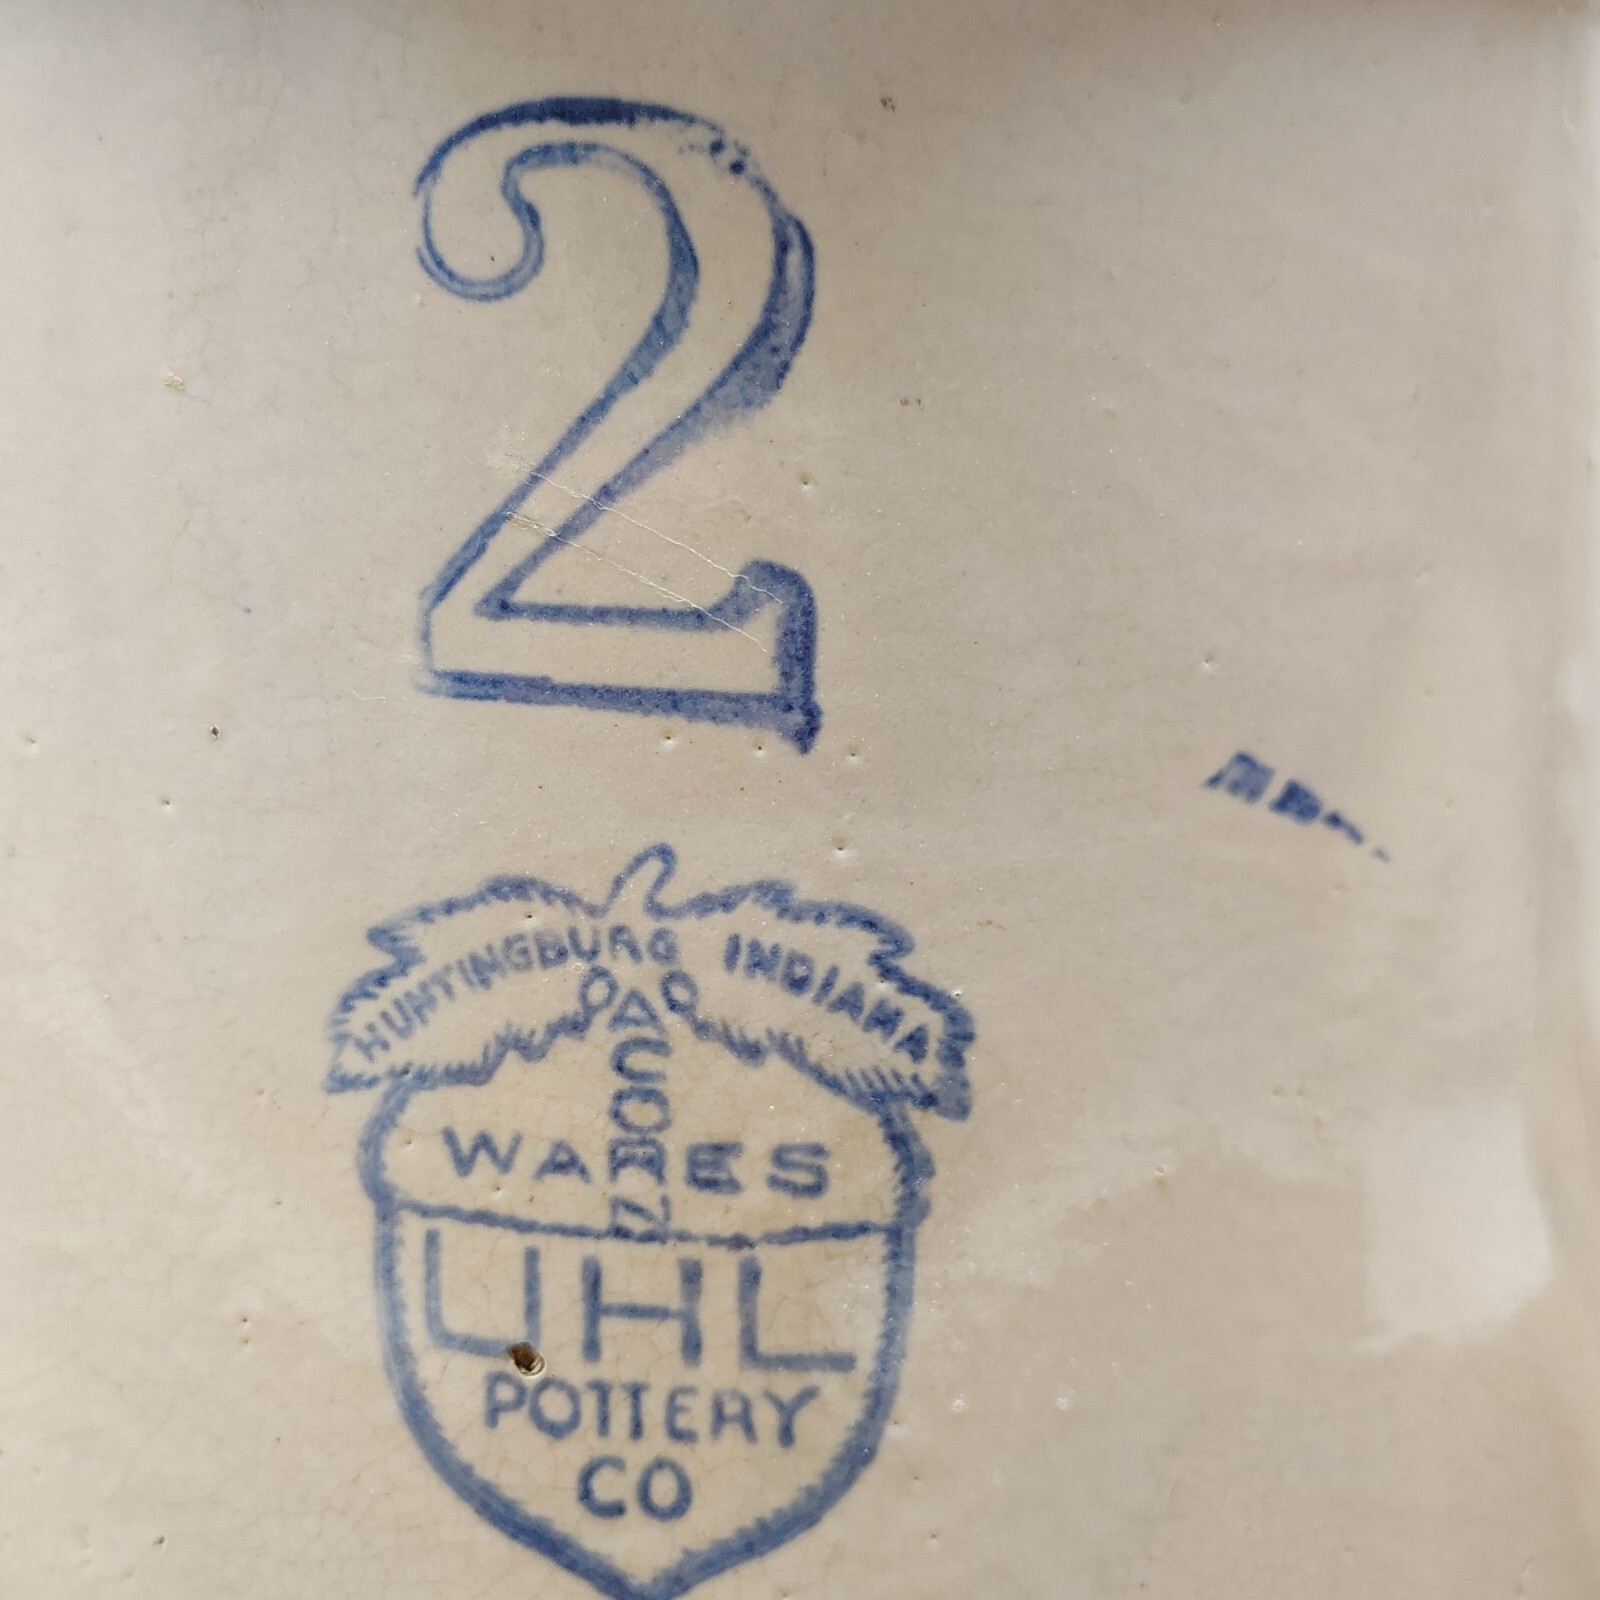 2
HUNTINGBURG INDIANA
ACORN
WARES
UHL
POTTERY
CO